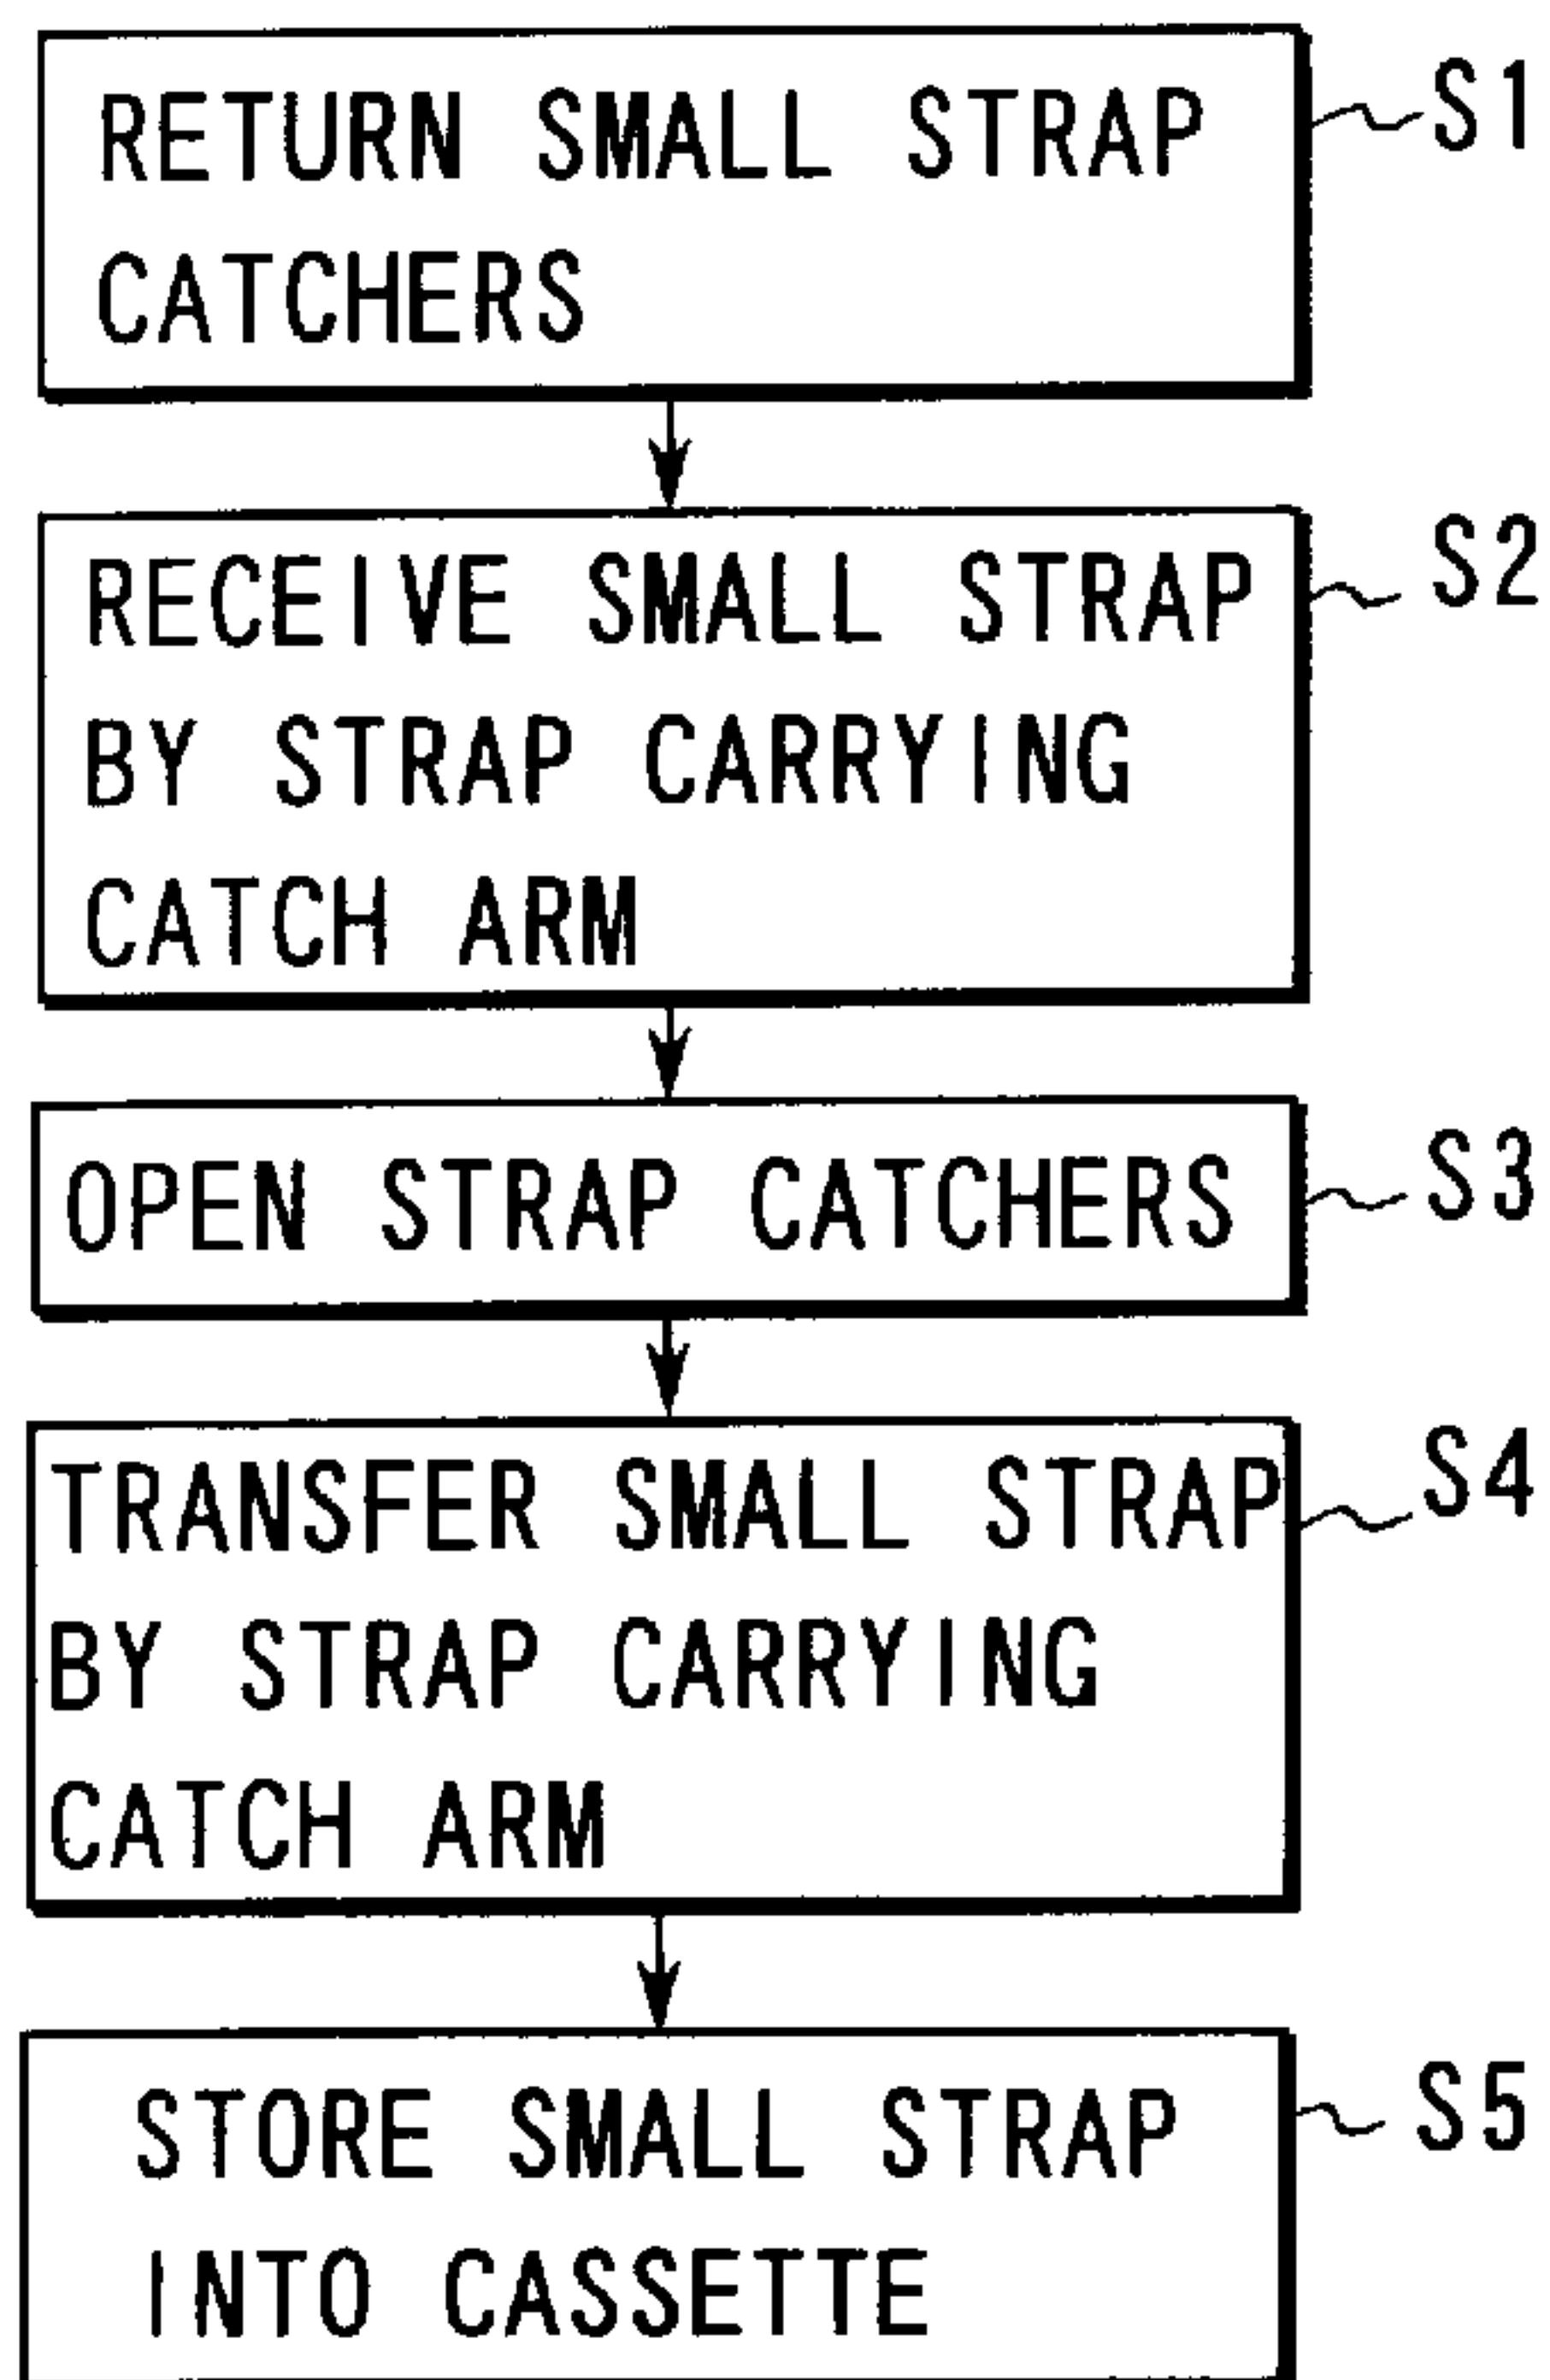 RETURN SMALL STRAP S1
CATCHERS
RECEIVE SMALL STRAP S2
BY STRAP CARRYING
CATCH ARM
OPEN STRAP CATCHERS S3
TRANSFER SMALL STRAP S4
BY STRAP CARRYING
CATCH ARM
STORE SMALL STRAP S5
INTO CASSETTE